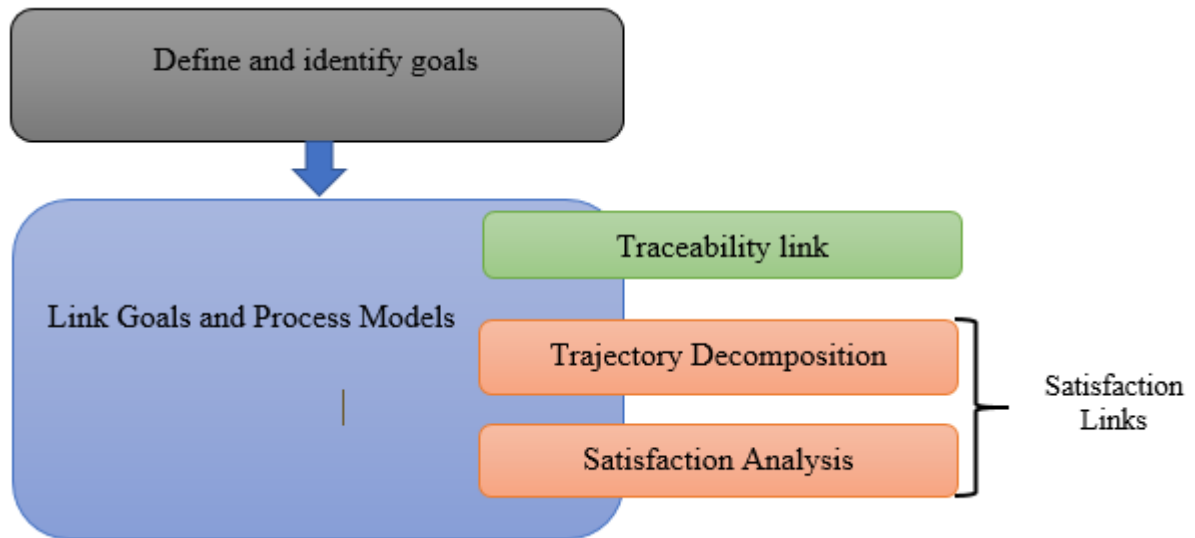 Define and identify goals
Traceability link
Link Goals and Process Models
Trajectory Decomposition
Satisfaction Analysis
Satisfaction
Links